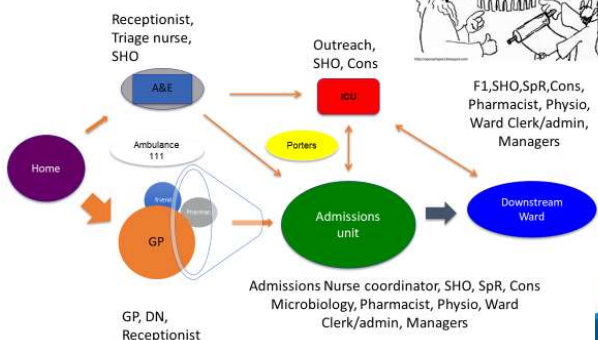 Receptionist,
Triage nurse,
SHO
Outreach,
SHO, Cons
F1,SHO,SpR,Cons,
Pharmacist, Physio,
Ward Clerk/admin,
Managers
A&E
ICU
Ambulance
111
Porters
Home
friend
Pharmac
GP
Admissions
unit
Downstream
Ward
Admissions Nurse coordinator, SHO, SpR, Cons
Microbiology, Pharmacist, Physio, Ward
Clerk/admin, Managers
GP, DN,
Receptionist